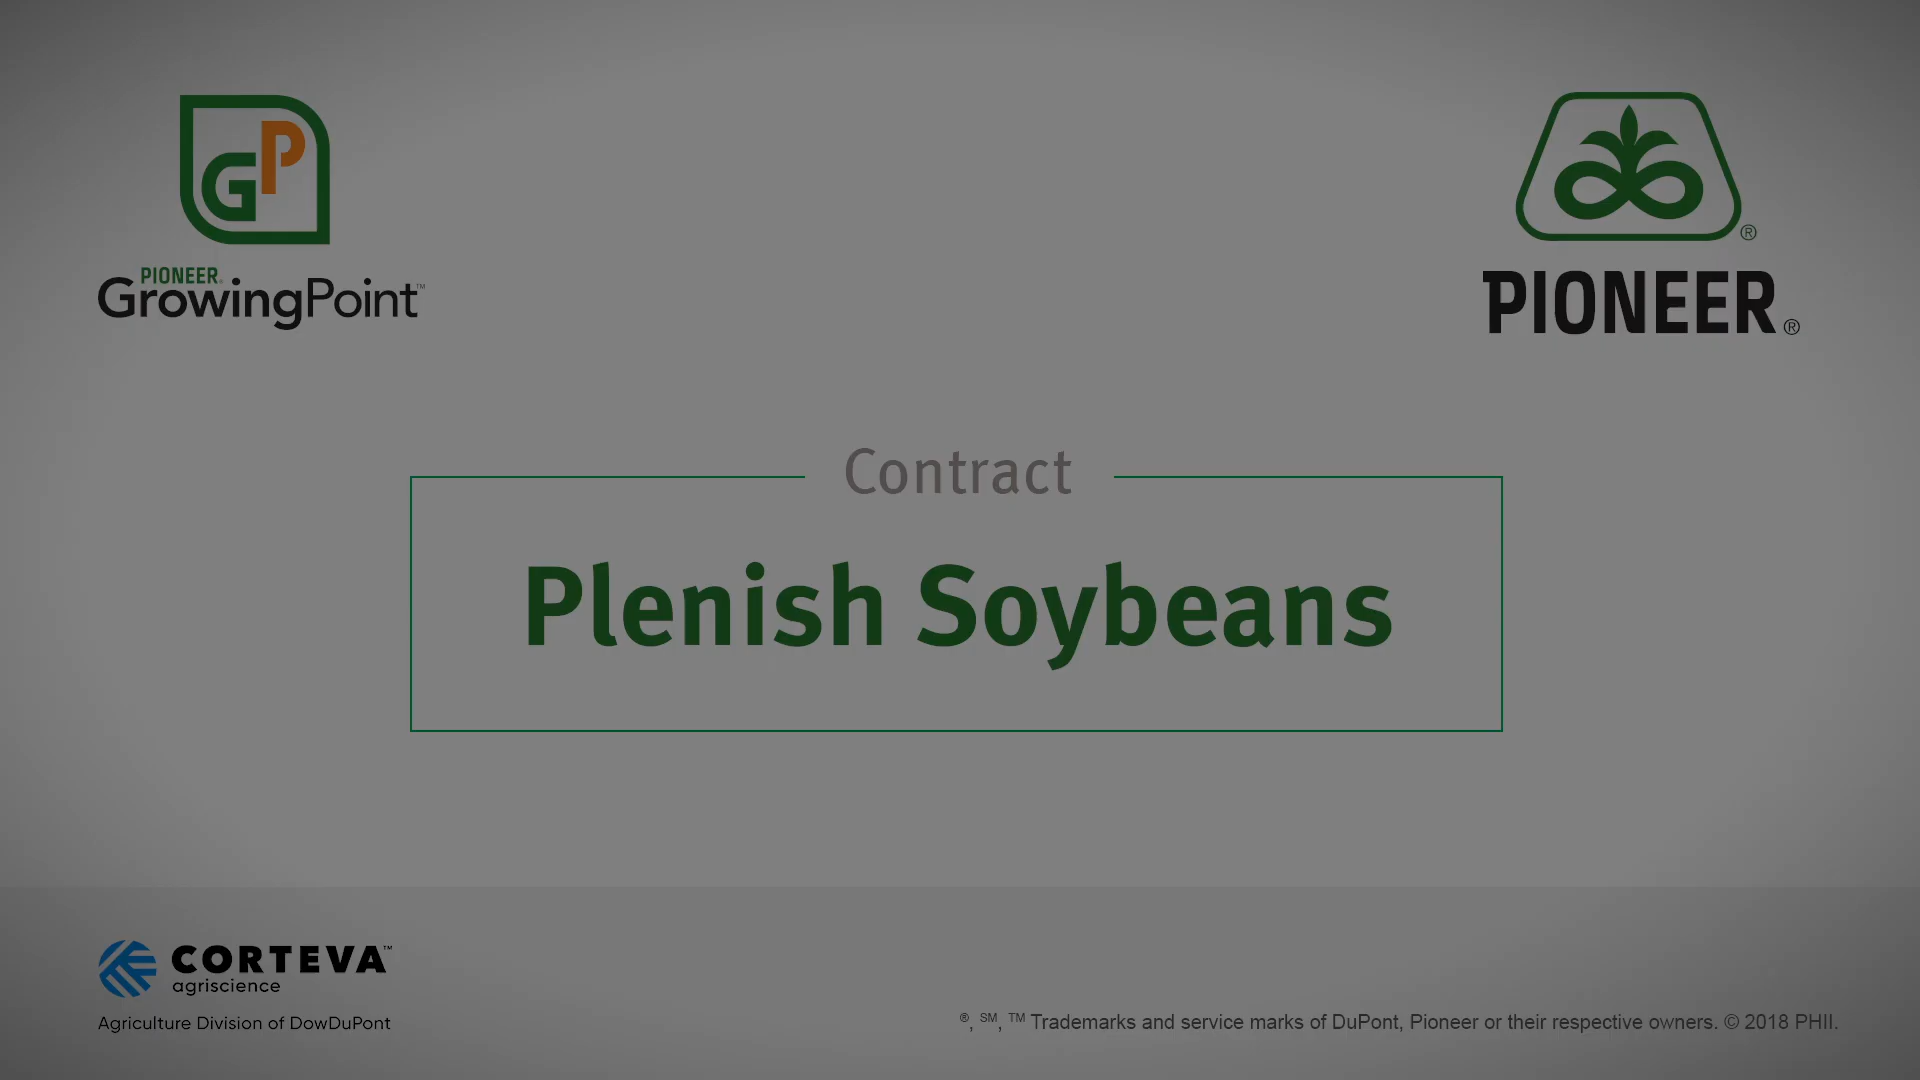 GP
PIONEER®
GrowingPoint™
®
PIONEER®
Contract
Plenish Soybeans
CORTEVA™
agriscience
Agriculture Division of DowDuPont
®, SM, TM Trademarks and service marks of DuPont, Pioneer or their respective owners. © 2018 PHII.